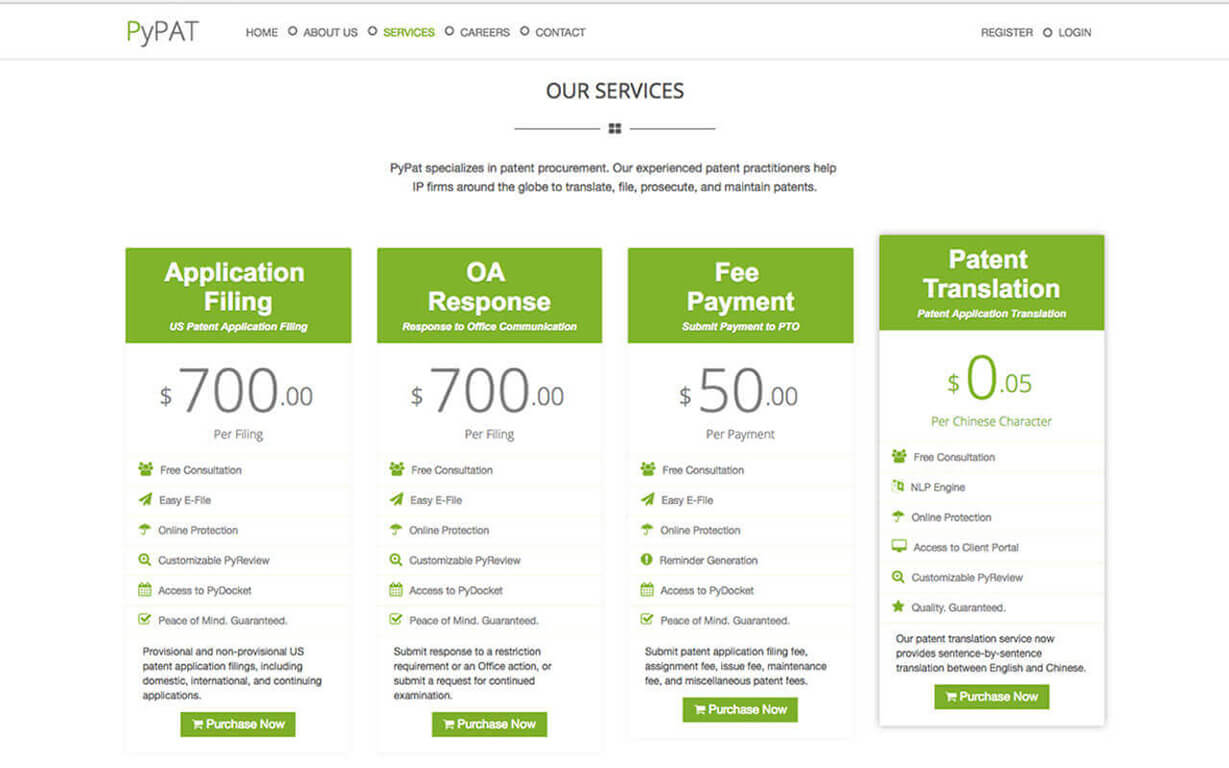 PyPAT
HOME ABOUT US SERVICES CAREERS CONTACT
REGISTER LOGIN
OUR SERVICES
PyPat specializes in patent procurement. Our experienced patent practitioners help
IP firms around the globe to translate, file, prosecute, and maintain patents.
Application
Filing
US Patent Application Filing
$ 700.00
Per Filing
Free Consultation
Easy E-File
Online Protection
Customizable PyReview
Access to PyDocket
Peace of Mind. Guaranteed.
Provisional and non-provisional US
patent application filings, including
domestic, international, and continuing
applications.
Purchase Now
OA
Response
Response to Office Communication
$ 700.00
Per Filing
Free Consultation
Easy E-File
Online Protection
Customizable PyReview
Access to PyDocket
Peace of Mind. Guaranteed.
Submit response to a restriction
requirement or an Office action, or
submit a request for continued
examination.
Purchase Now
Fee
Payment
Submit Payment to PTO
$ 50.00
Per Payment
Free Consultation
Easy E-File
Online Protection
Reminder Generation
Access to PyDocket
Peace of Mind. Guaranteed.
Submit patent application filing fee,
assignment fee, issue fee, maintenance
fee, and miscellaneous patent fees.
Purchase Now
Patent
Translation
Patent Application Translation
$ 0.05
Per Chinese Character
Free Consultation
NLP Engine
Online Protection
Access to Client Portal
Customizable PyReview
Quality. Guaranteed.
Our patent translation service now
provides sentence-by-sentence
translation between English and Chinese.
Purchase Now